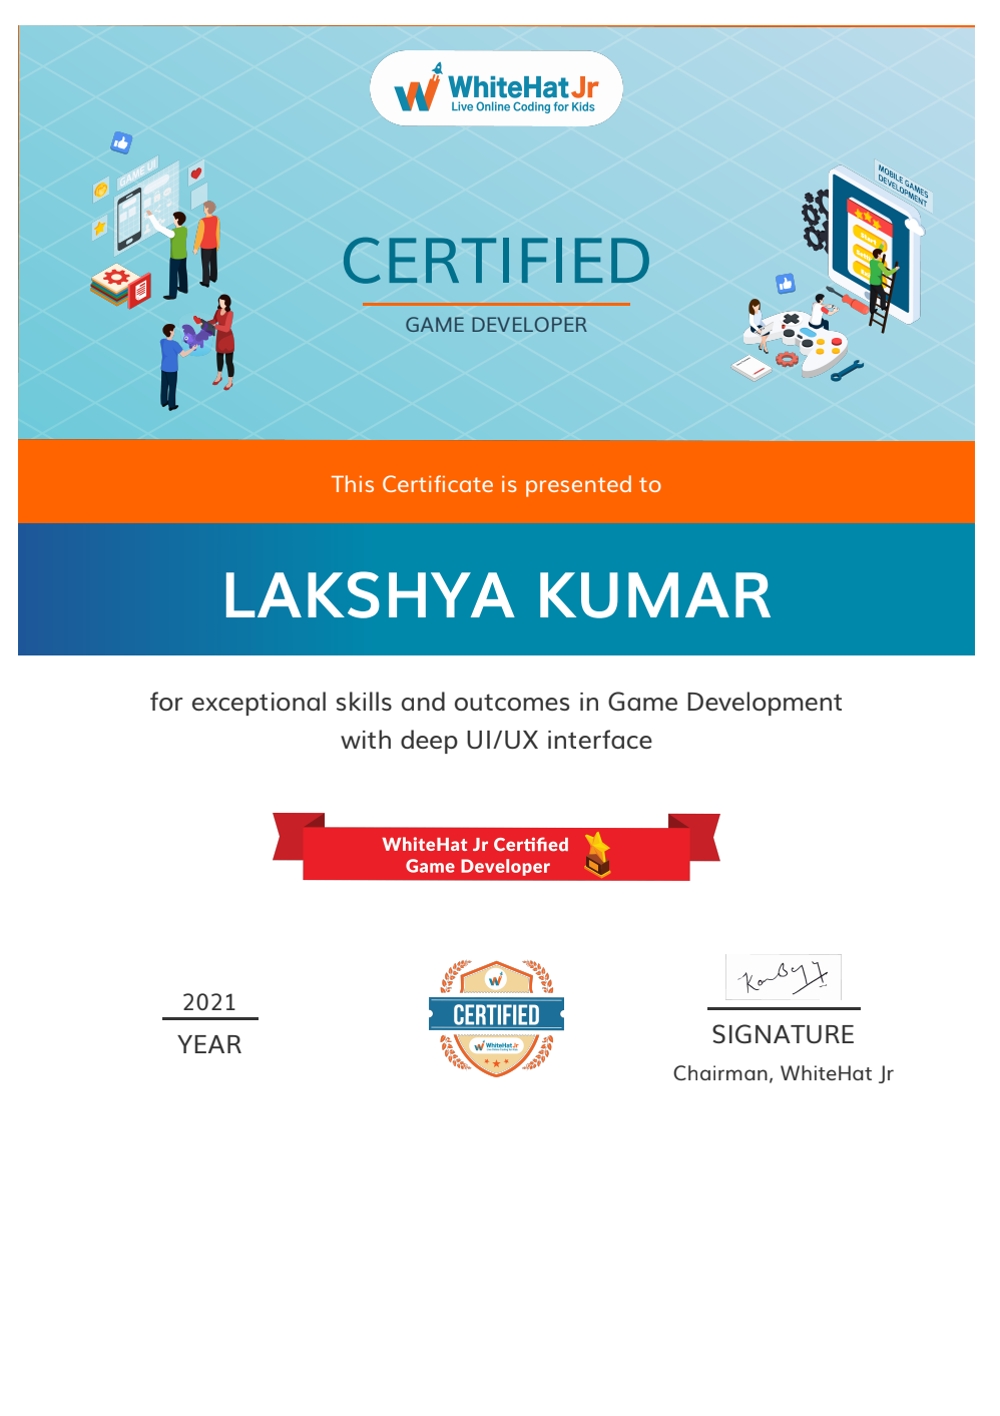 WhiteHat Jr
Live Online Coding for Kids
GAME UI
MOBILE GAMES
DEVELOPMENT
Start
CERTIFIED
GAME DEVELOPER
This Certificate is presented to
LAKSHYA KUMAR
for exceptional skills and outcomes in Game Development
with deep UI/UX interface
WhiteHat Jr Certified
Game Developer
2021
YEAR
CERTIFIED
WhiteHat Jr
SIGNATURE
Chairman, WhiteHat Jr